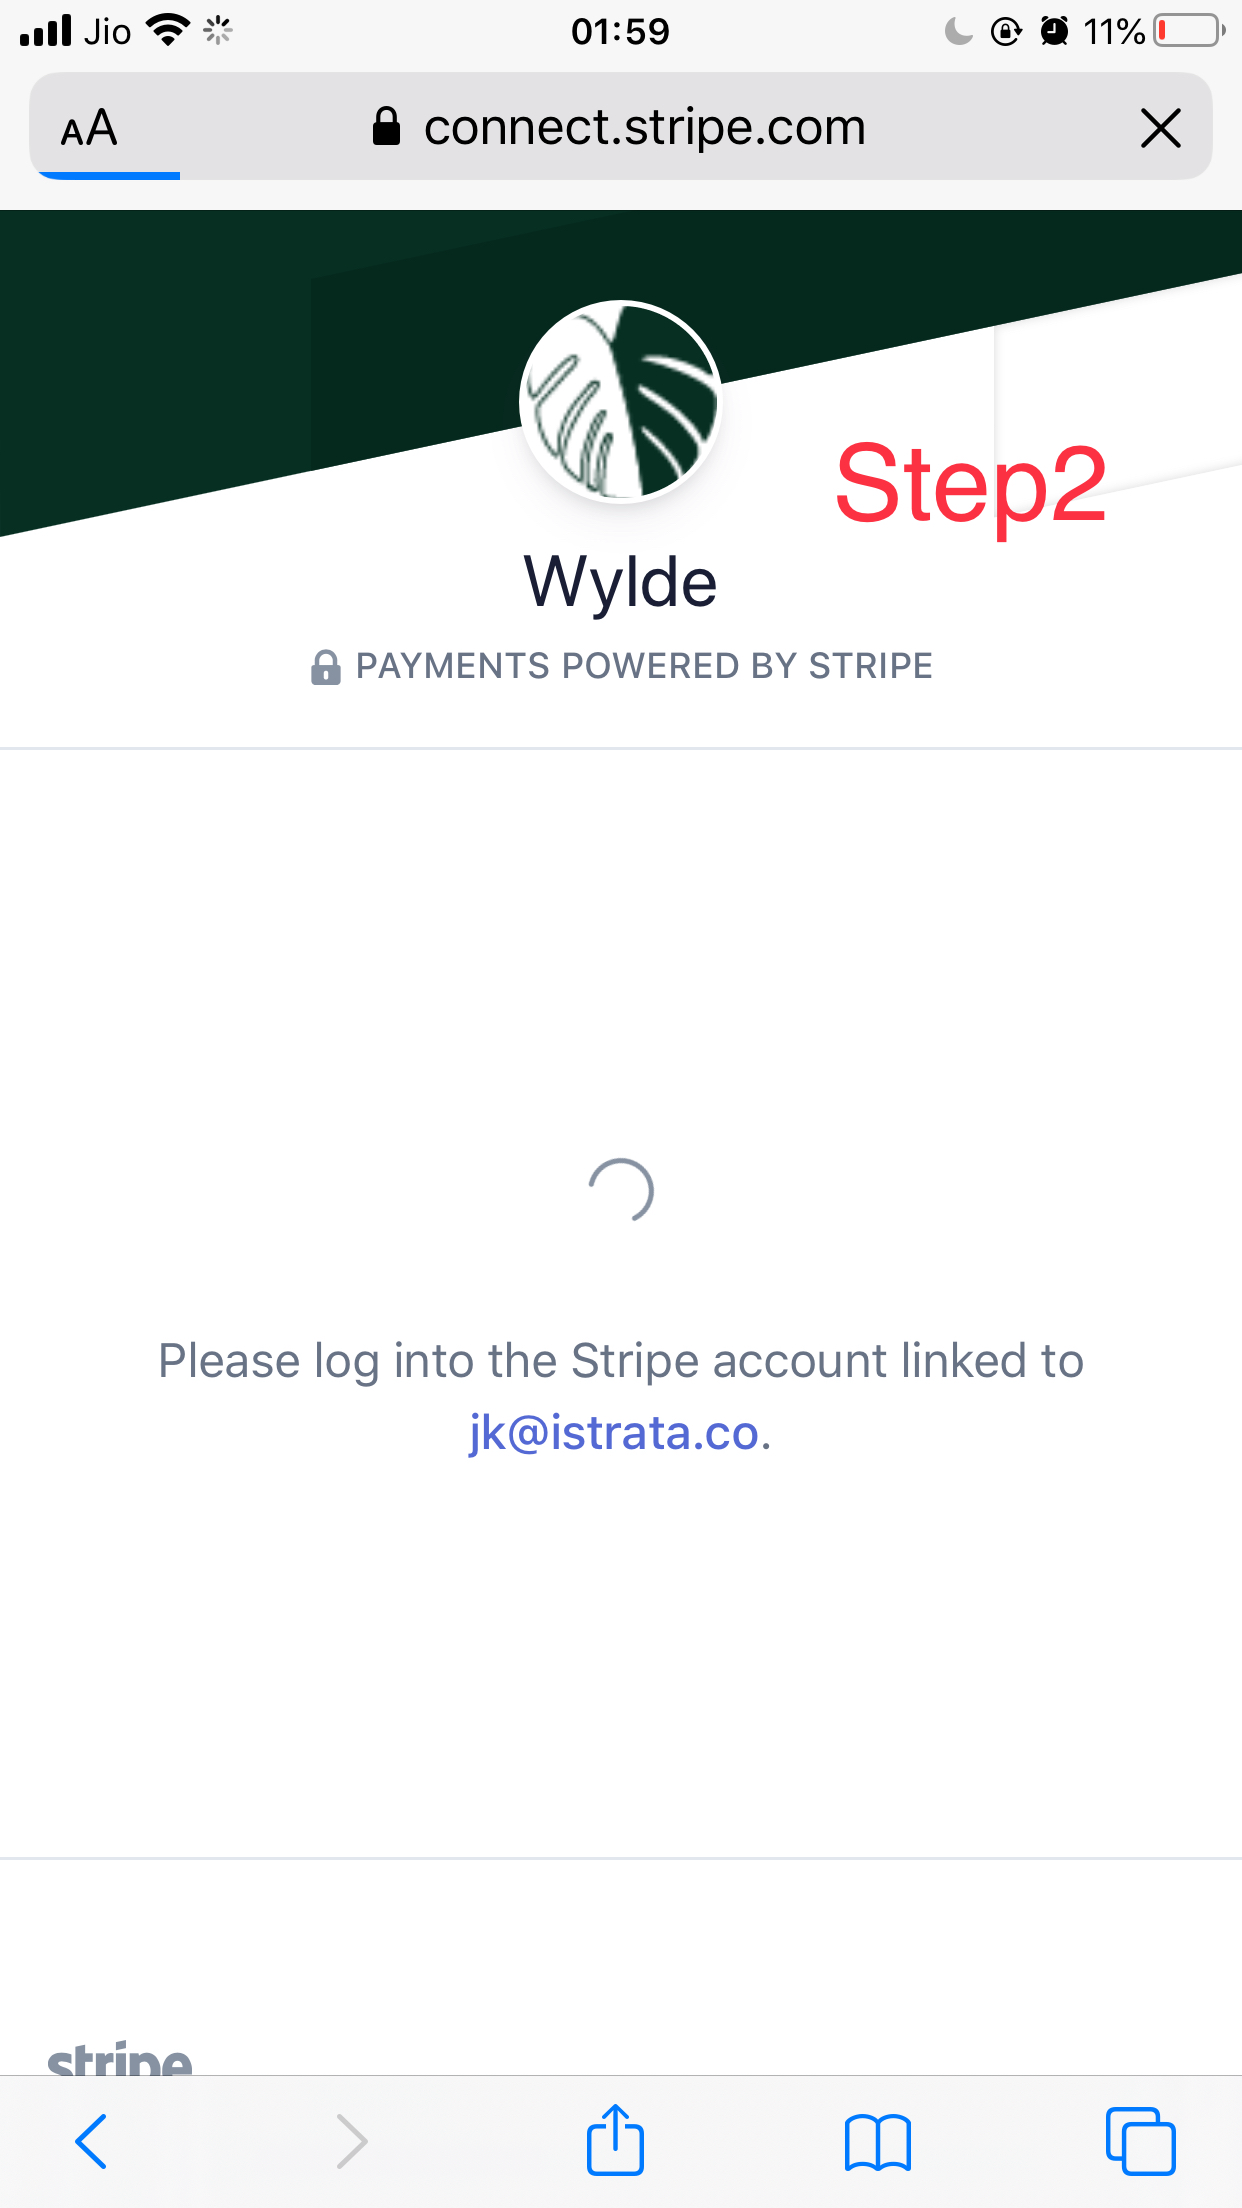 Jio 01:59 11%
AA connect.stripe.com
Step2
Wylde
PAYMENTS POWERED BY STRIPE
Please log into the Stripe account linked to
jk@istrata.co.
stripe